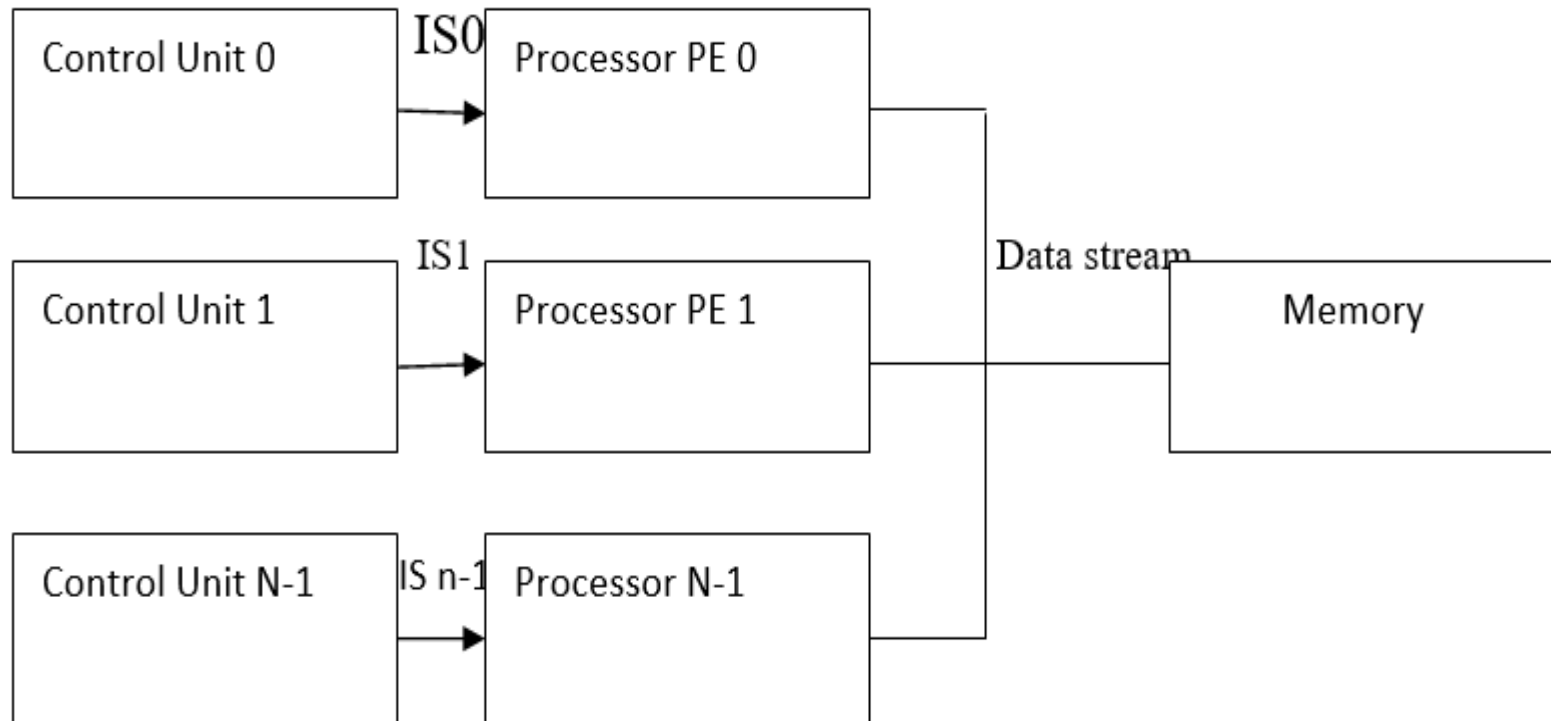 Control Unit 0
IS0
Processor PE 0
IS1
Data stream
Control Unit 1
Processor PE 1
Memory
Control Unit N-1
IS n-1
Processor N-1